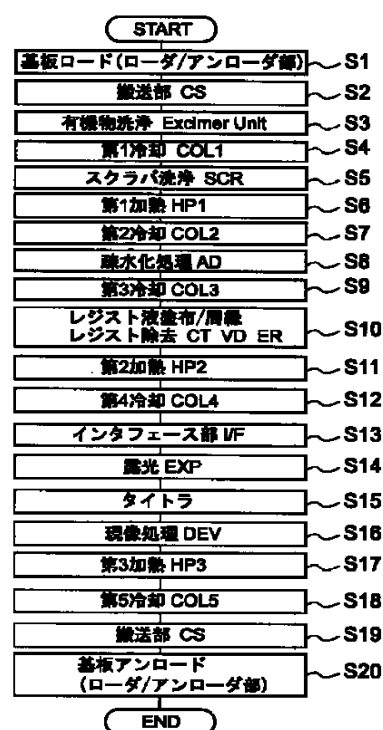 START
基板ロード(ローダ/アンローダ部) S1
搬送部 CS S2
有機物洗浄 Excimer Unit S3
第1冷却 COL1 S4
スクラバ洗浄 SCR S5
第1加熱 HP1 S6
第2冷却 COL2 S7
疎水化処理 AD S8
第3冷却 COL3 S9
レジスト液塗布/周縁
レジスト除去 CT VD ER S10
第2加熱 HP2 S11
第4冷却 COL4 S12
インタフェース部 I/F S13
露光 EXP S14
タイトラ S15
現像処理 DEV S16
第3加熱 HP3 S17
第5冷却 COL5 S18
搬送部 CS S19
基板アンロード
(ローダ/アンローダ部) S20
END